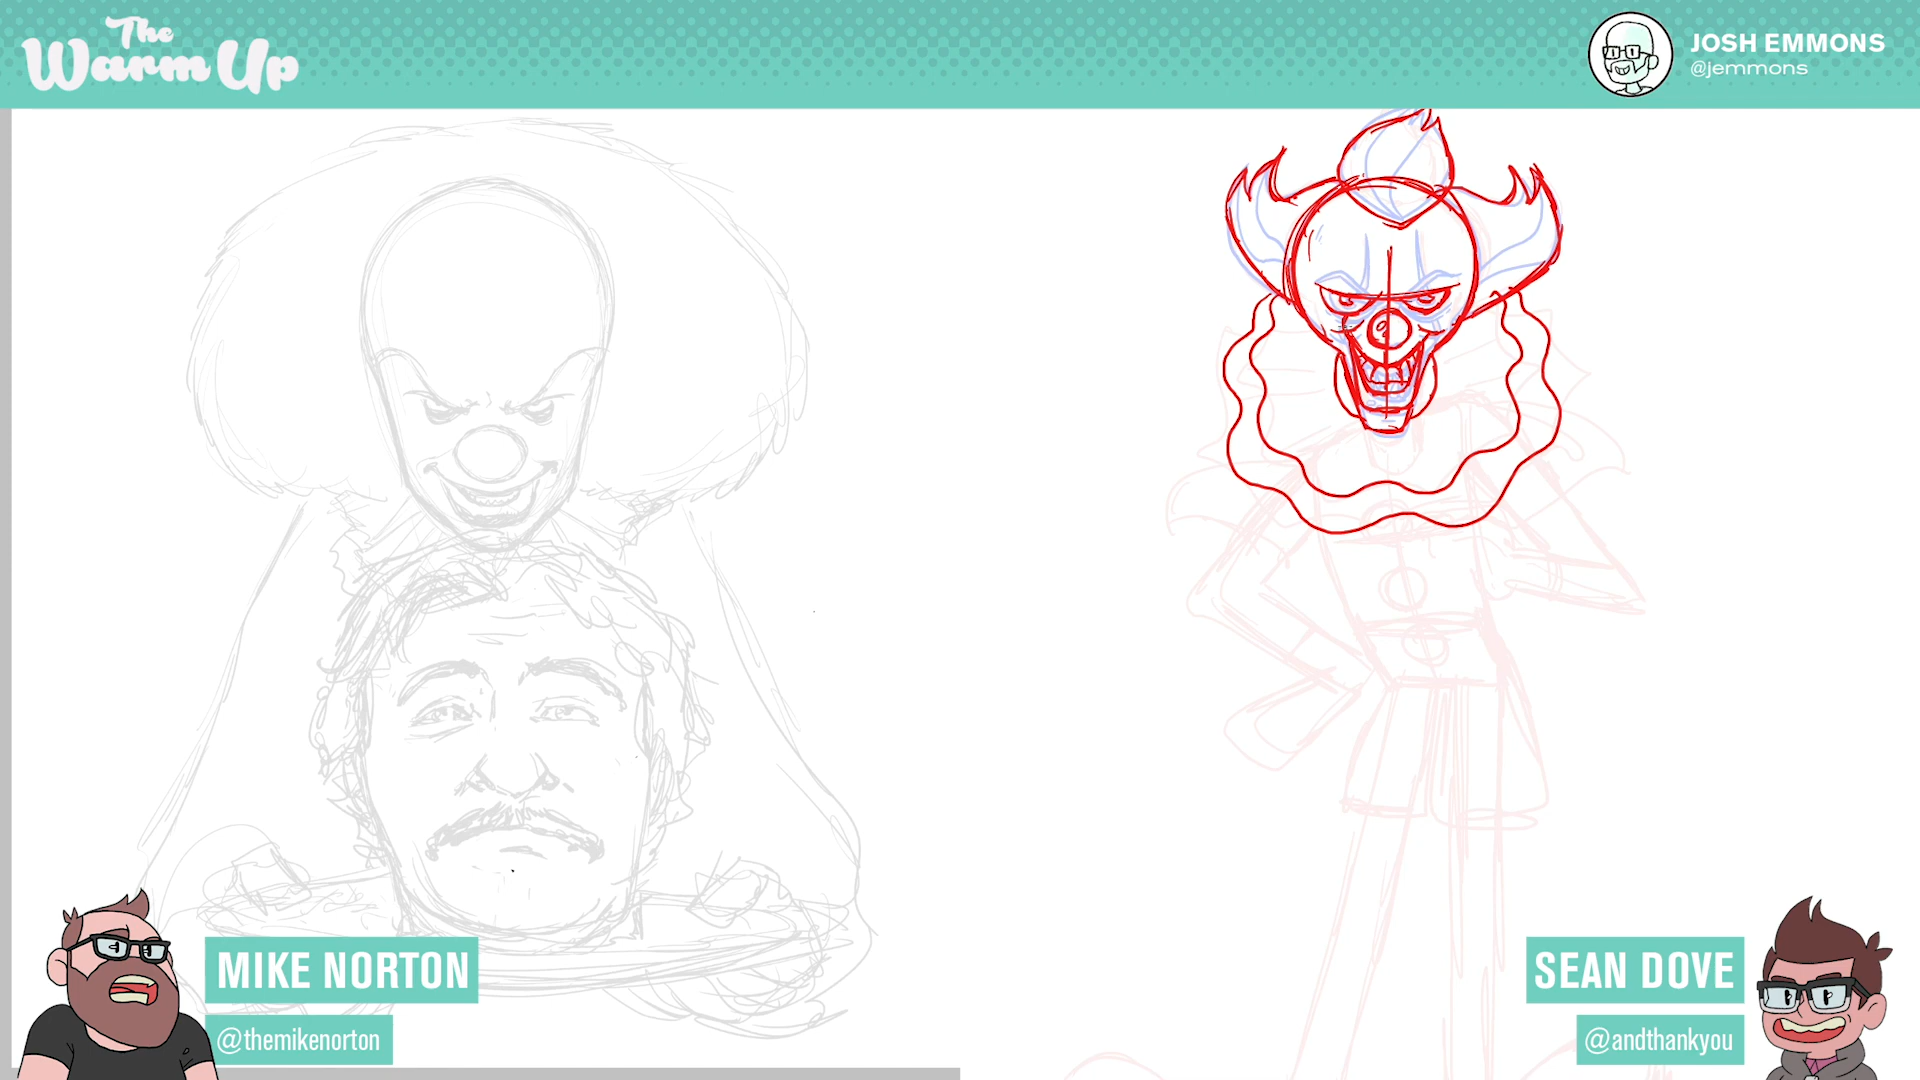 The
Warm Up
JOSH EMMONS
@jemmons
MIKE NORTON
@themikenorton
SEAN DOVE
@andthankyou